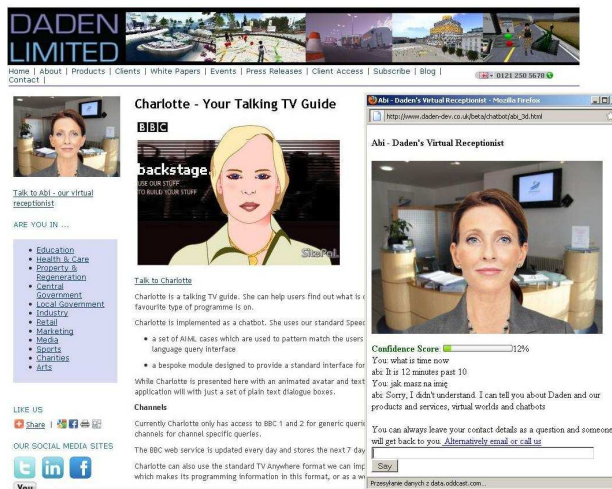 DADEN
LIMITED
Home | About | Products | Clients | White Papers | Events | Press Releases | Client Access | Subscribe | Blog |
Contact |
0121 250 5678
Talk to Abi - our virtual
receptionist
ARE YOU IN ...
Education
Health & Care
Property &
Regeneration
Central
Government
Local Government
Industry
Retail
Marketing
Media
Sports
Charities
Arts
LIKE US
Share |
OUR SOCIAL MEDIA SITES
in f
You
Charlotte - Your Talking TV Guide
BBC
backstage.
USE OUR STUFF
TO BUILD YOUR STUFF
SitePal.
Talk to Charlotte
Charlotte is a talking TV guide. She can help users find out what is
favourite type of programme is on.
Charlotte is implemented as a chatbot. She uses our standard
a set of AIML cases which are used to pattern match the users
language query interface
a bespoke module designed to provide a standard interface for
While Charlotte is presented here with an animated avatar and text
application will with just a set of plain text dialogue boxes.
Channels
Currently Charlotte only has access to BBC 1 and 2 for generic
channels for channel specific queries.
The BBC web service is updated every day and stores the next 7
Charlotte can also use the standard TV Anywhere format we can
which makes its programming information in this format, or as a
Abi - Daden's Virtual Receptionist - Mozilla Firefox
http://www.daden-dev.co.uk/beta/chatbot/abi_3d.html
Abi - Daden's Virtual Receptionist
Confidence Score 12%
You: what is time now
abi: It is 12 minutes past 10
You: jak masz na imię
abi: Sorry, I didn't understand. I can tell you about Daden and our
products and services, virtual worlds and chatbots
You can always leave your contact details as a question and someone
will get back to you. Alternatively email or call us
Say
Przesyłanie danych z data.oddcast.com...